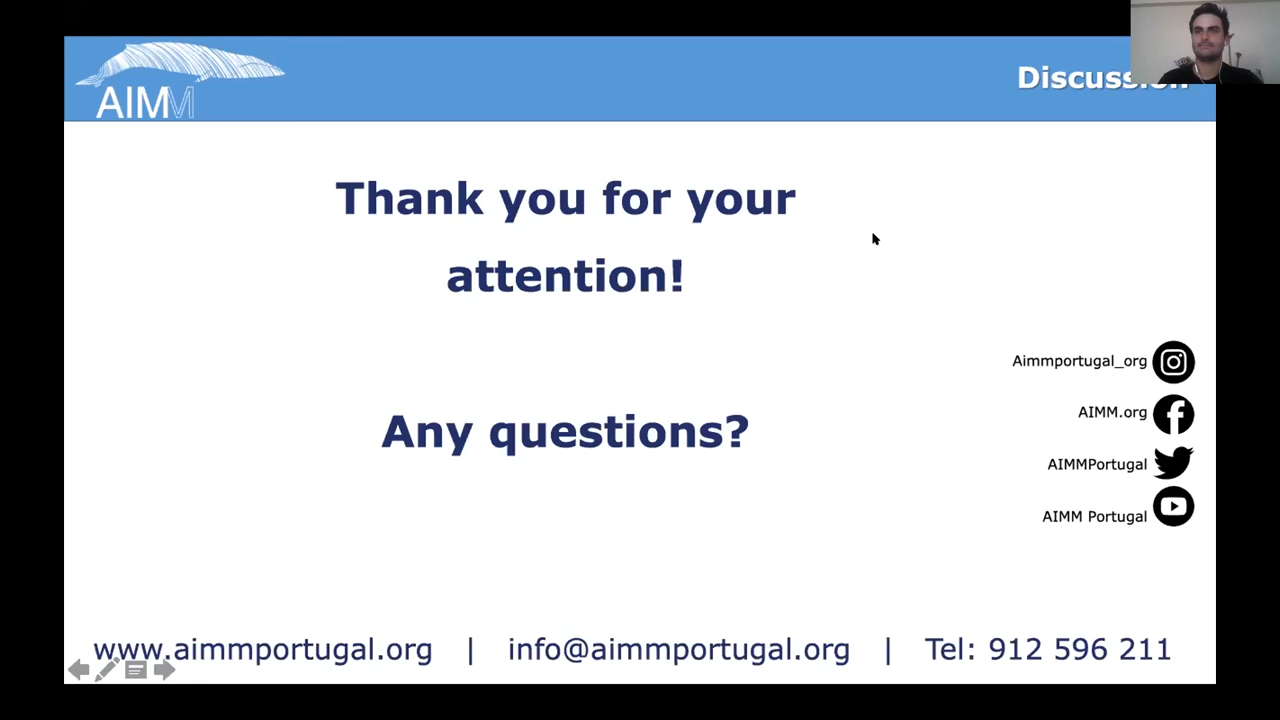 AIMM
Discussion
Thank you for your
attention!
Any questions?
Aimmportugal_org
AIMM.org
AIMMPortugal
AIMM Portugal
www.aimmportugal.org | info@aimmportugal.org | Tel: 912 596 211